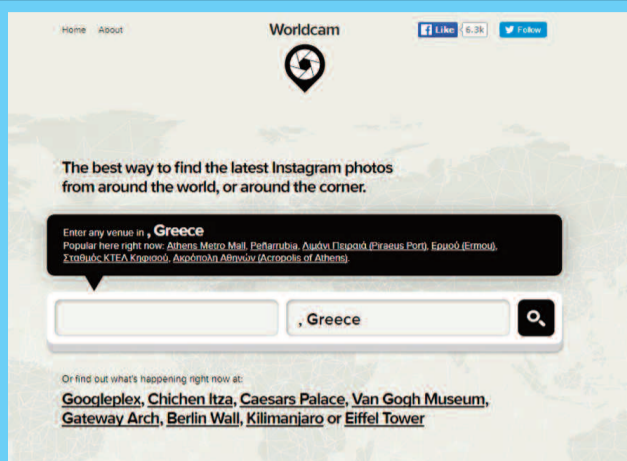 Home About
Worldcam
Like 6.3k Follow
The best way to find the latest Instagram photos
from around the world, or around the corner.
Enter any venue in , Greece
Popular here right now: Athens Metro Mall, Peñarrubia, Λιμάνι Πειραιά (Piraeus Port), Ερμού (Ermou),
Σταθμός ΚΤΕΛ Κηφισού, Ακρόπολη Αθηνών (Acropolis of Athens).
, Greece
Or find out what's happening right now at:
Googleplex, Chichen Itza, Caesars Palace, Van Gogh Museum,
Gateway Arch, Berlin Wall, Kilimanjaro or Eiffel Tower